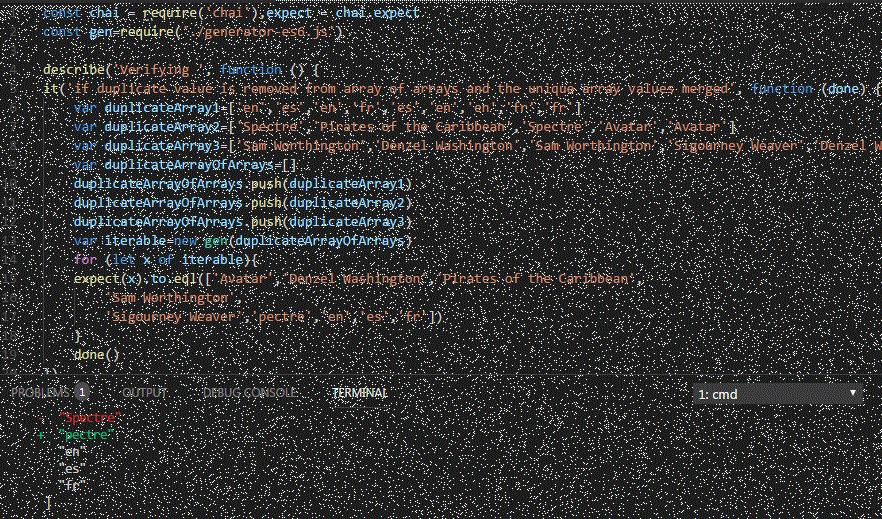 const chai = require('chai'),expect = chai.expect
const gen=require('./generator-es6.js')
describe('Verifying ', function () {
it('if duplicate value is removed from array of arrays and the unique array values merged', function (done) {
var duplicateArray1=['en','es','en','fr','es','en','en','fr','fr']
var duplicateArray2=['Spectre','Pirates of the Caribbean','Spectre','Avatar','Avatar']
var duplicateArray3=['Sam Worthington','Denzel Washington','Sam Worthington','Sigourney Weaver','Denzel W
var duplicateArrayOfArrays=[]
duplicateArrayOfArrays.push(duplicateArray1)
duplicateArrayOfArrays.push(duplicateArray2)
duplicateArrayOfArrays.push(duplicateArray3)
var iterable=new gen(duplicateArrayOfArrays)
for (let x of iterable){
expect(x).to.eql(['Avatar','Denzel Washington','Pirates of the Caribbean',
'Sam Worthington',
'Sigourney Weaver','pectre','en','es','fr'])
}
done()
})
PROBLEMS 1 OUTPUT DEBUG CONSOLE TERMINAL 1: cmd
- "Spectre"
+ "pectre"
"en"
"es"
"fr"
]